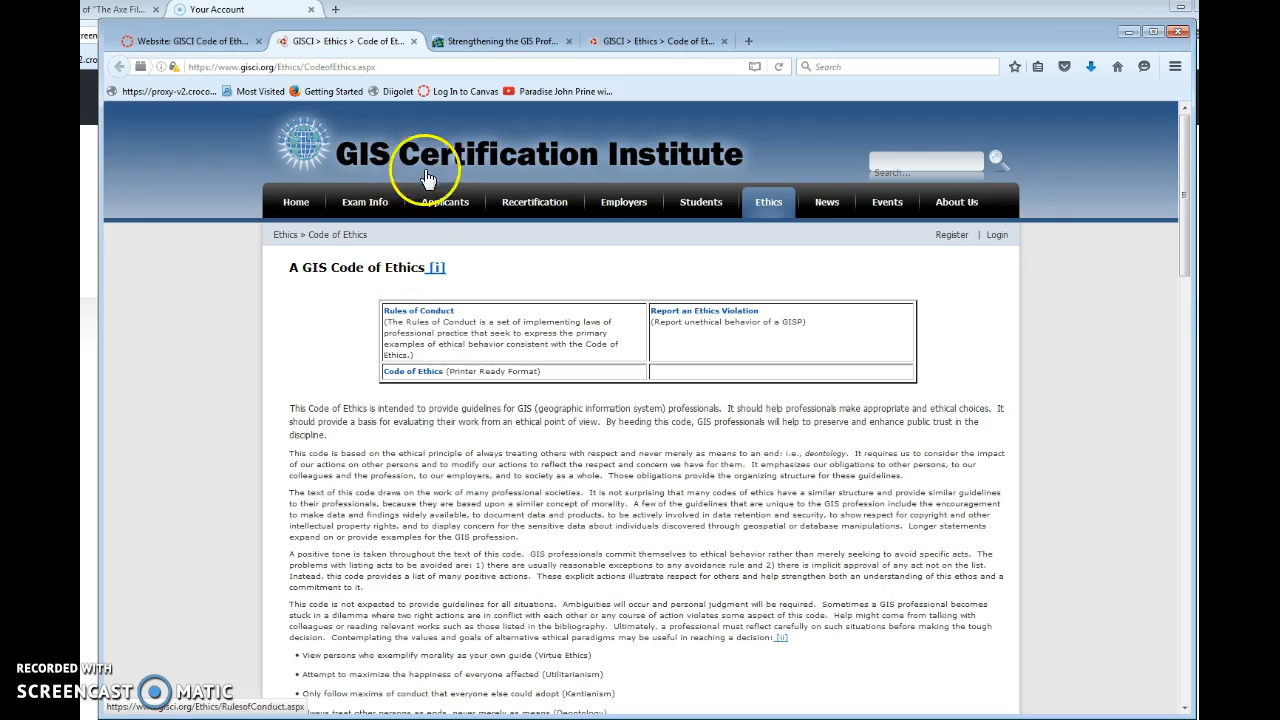 of "The Axe Fil...
Your Account
Website: GISCI Code of Eth...
GISCI > Ethics > Code of Et...
Strengthening the GIS Prof...
GISCI > Ethics > Code of Et...
https://www.gisci.org/Ethics/CodeofEthics.aspx
Search
https://proxy-v2.croco...
Most Visited
Getting Started
Diigolet
Log In to Canvas
Paradise John Prine wi...
GIS Certification Institute
Search...
Home
Exam Info
Applicants
Recertification
Employers
Students
Ethics
News
Events
About Us
Ethics » Code of Ethics
Register | Login
A GIS Code of Ethics [i]
Rules of Conduct
(The Rules of Conduct is a set of implementing laws of
professional practice that seek to express the primary
examples of ethical behavior consistent with the Code of
Ethics.)
Report an Ethics Violation
(Report unethical behavior of a GISP)
Code of Ethics (Printer Ready Format)
This Code of Ethics is intended to provide guidelines for GIS (geographic information system) professionals. It should help professionals make appropriate and ethical choices. It
should provide a basis for evaluating their work from an ethical point of view. By heeding this code, GIS professionals will help to preserve and enhance public trust in the
discipline.
This code is based on the ethical principle of always treating others with respect and never merely as means to an end: i.e., deontology. It requires us to consider the impact
of our actions on other persons and to modify our actions to reflect the respect and concern we have for them. It emphasizes our obligations to other persons, to our
colleagues and the profession, to our employers, and to society as a whole. Those obligations provide the organizing structure for these guidelines.
The text of this code draws on the work of many professional societies. It is not surprising that many codes of ethics have a similar structure and provide similar guidelines
to their professionals, because they are based upon a similar concept of morality. A few of the guidelines that are unique to the GIS profession include the encouragement
to make data and findings widely available, to document data and products, to be actively involved in data retention and security, to show respect for copyright and other
intellectual property rights, and to display concern for the sensitive data about individuals discovered through geospatial or database manipulations. Longer statements
expand on or provide examples for the GIS profession.
A positive tone is taken throughout the text of this code. GIS professionals commit themselves to ethical behavior rather than merely seeking to avoid specific acts. The
problems with listing acts to be avoided are: 1) there are usually reasonable exceptions to any avoidance rule and 2) there is implicit approval of any act not on the list.
Instead, this code provides a list of many positive actions. These explicit actions illustrate respect for others and help strengthen both an understanding of this ethos and a
commitment to it.
This code is not expected to provide guidelines for all situations. Ambiguities will occur and personal judgment will be required. Sometimes a GIS professional becomes
stuck in a dilemma where two right actions are in conflict with each other or any course of action violates some aspect of this code. Help might come from talking with
colleagues or reading relevant works such as those listed in the bibliography. Ultimately, a professional must reflect carefully on such situations before making the tough
decision. Contemplating the values and goals of alternative ethical paradigms may be useful in reaching a decision: [ii]
• View persons who exemplify morality as your own guide (Virtue Ethics)
• Attempt to maximize the happiness of everyone affected (Utilitarianism)
• Only follow maxims of conduct that everyone else could adopt (Kantianism)
always treat other persons as ends, never merely as means (Deontology)
RECORDED WITH
SCREENCAST MATIC
https://www.gisci.org/Ethics/RulesofConduct.aspx